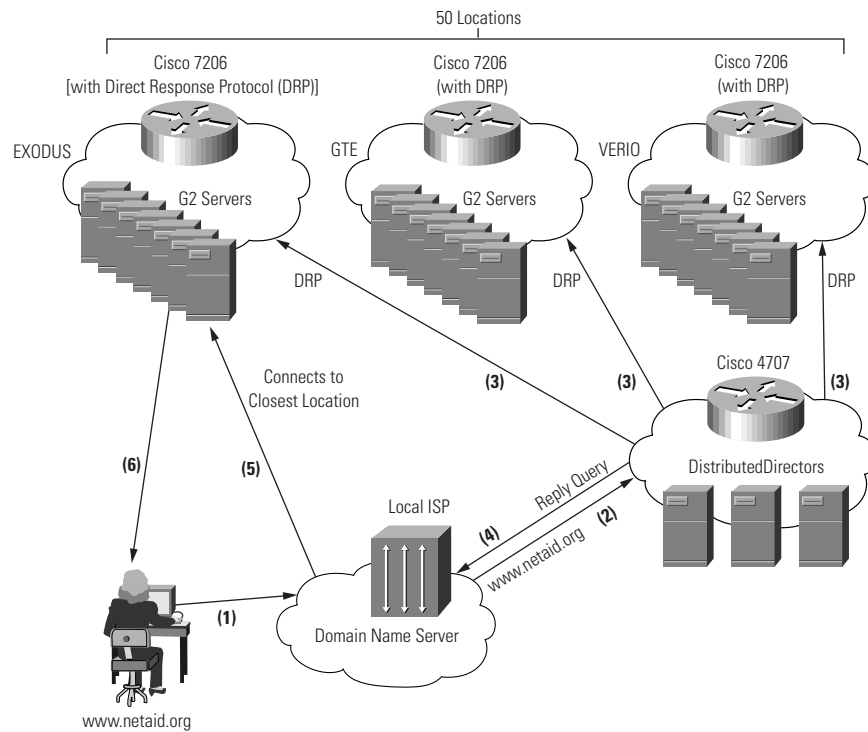 50 Locations
Cisco 7206
[with Direct Response Protocol (DRP)]
Cisco 7206
(with DRP)
Cisco 7206
(with DRP)
EXODUS
GTE
VERIO
G2 Servers
G2 Servers
G2 Servers
DRP
DRP
DRP
Connects to
Closest Location
(3)
(3)
(3)
Cisco 4707
DistributedDirectors
(6)
(5)
Local ISP
Reply Query
(4)
(2)
www.netaid.org
(1)
Domain Name Server
www.netaid.org